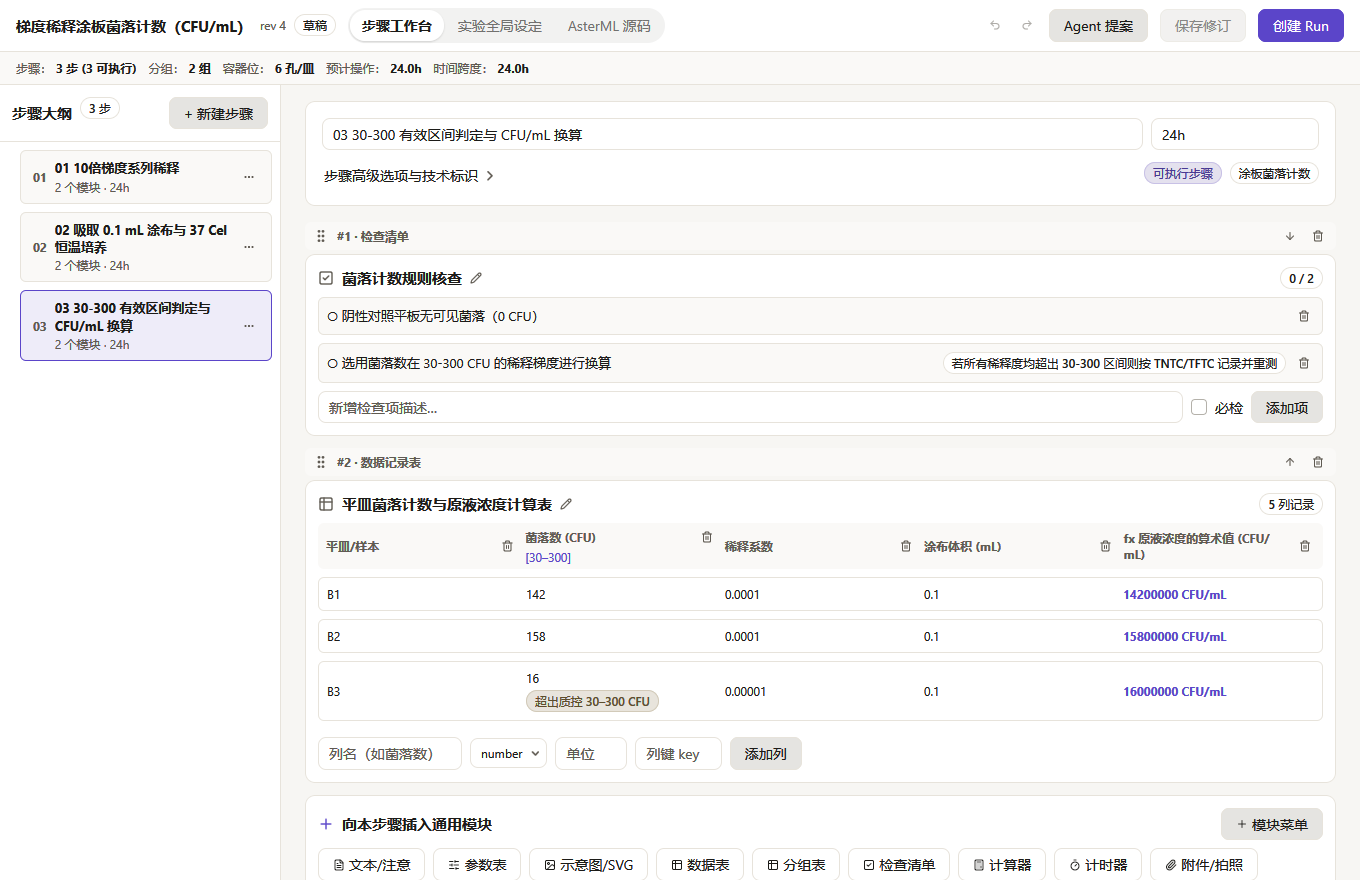 梯度稀释涂板菌落计数（CFU/mL） rev 4 草稿 步骤工作台 实验全局设定 AsterML 源码 Agent 提案 保存修订 创建 Run
步骤: 3 步 (3 可执行) 分组: 2 组 容器位: 6 孔/皿 预计操作: 24.0h 时间跨度: 24.0h
步骤大纲 3 步 + 新建步骤
01 01 10倍梯度系列稀释
2 个模块 · 24h
02 02 吸取 0.1 mL 涂布与 37 Cel
恒温培养
2 个模块 · 24h
03 03 30-300 有效区间判定与
CFU/mL 换算
2 个模块 · 24h
03 30-300 有效区间判定与 CFU/mL 换算 24h
步骤高级选项与技术标识 可执行步骤 涂板菌落计数
#1 · 检查清单
菌落计数规则核查 0 / 2
阴性对照平板无可见菌落（0 CFU）
选用菌落数在 30-300 CFU 的稀释梯度进行换算 若所有稀释度均超出 30-300 区间则按 TNTC/TFTC 记录并重测
新增检查项描述... 必检 添加项
#2 · 数据记录表
平皿菌落计数与原液浓度计算表 5 列记录
平皿/样本 菌落数 (CFU) [30–300] 稀释系数 涂布体积 (mL) fx 原液浓度的算术值 (CFU/
mL)
B1 142 0.0001 0.1 14200000 CFU/mL
B2 158 0.0001 0.1 15800000 CFU/mL
B3 16 超出质控 30–300 CFU 0.00001 0.1 16000000 CFU/mL
列名（如菌落数） number 单位 列键 key 添加列
+ 向本步骤插入通用模块 + 模块菜单
文本/注意 参数表 示意图/SVG 数据表 分组表 检查清单 计算器 计时器 附件/拍照